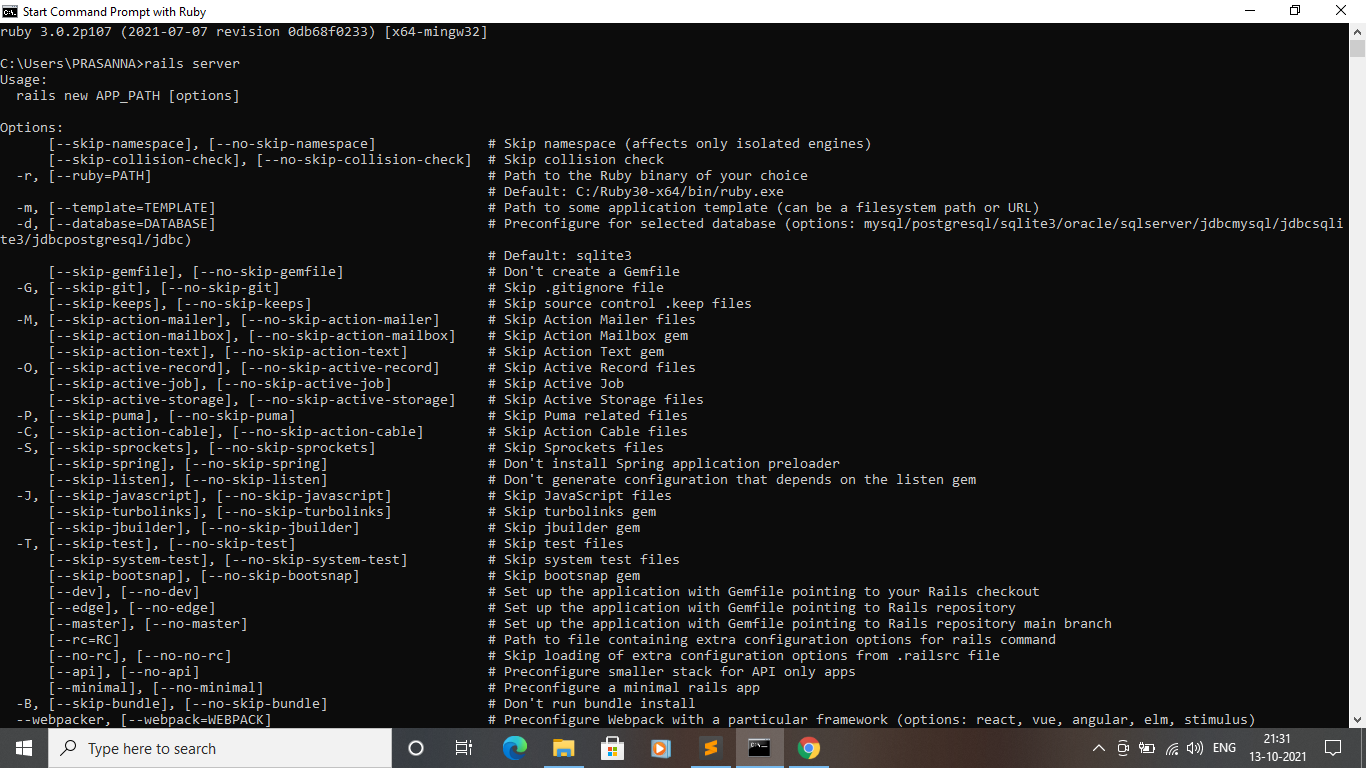 Start Command Prompt with Ruby
ruby 3.0.2p107 (2021-07-07 revision 0db68f0233) [x64-mingw32]
C:\Users\PRASANNA>rails server
Usage:
  rails new APP_PATH [options]
Options:
      [--skip-namespace], [--no-skip-namespace]              # Skip namespace (affects only isolated engines)
      [--skip-collision-check], [--no-skip-collision-check]  # Skip collision check
  -r, [--ruby=PATH]                                          # Path to the Ruby binary of your choice
                                                             # Default: C:/Ruby30-x64/bin/ruby.exe
  -m, [--template=TEMPLATE]                                  # Path to some application template (can be a filesystem path or URL)
  -d, [--database=DATABASE]                                  # Preconfigure for selected database (options: mysql/postgresql/sqlite3/oracle/sqlserver/jdbcmysql/jdbcsqli
te3/jdbcpostgresql/jdbc)
                                                             # Default: sqlite3
      [--skip-gemfile], [--no-skip-gemfile]                  # Don't create a Gemfile
  -G, [--skip-git], [--no-skip-git]                          # Skip .gitignore file
      [--skip-keeps], [--no-skip-keeps]                      # Skip source control .keep files
  -M, [--skip-action-mailer], [--no-skip-action-mailer]      # Skip Action Mailer files
      [--skip-action-mailbox], [--no-skip-action-mailbox]    # Skip Action Mailbox gem
      [--skip-action-text], [--no-skip-action-text]          # Skip Action Text gem
  -O, [--skip-active-record], [--no-skip-active-record]      # Skip Active Record files
      [--skip-active-job], [--no-skip-active-job]            # Skip Active Job
      [--skip-active-storage], [--no-skip-active-storage]    # Skip Active Storage files
  -P, [--skip-puma], [--no-skip-puma]                        # Skip Puma related files
  -C, [--skip-action-cable], [--no-skip-action-cable]        # Skip Action Cable files
  -S, [--skip-sprockets], [--no-skip-sprockets]              # Skip Sprockets files
      [--skip-spring], [--no-skip-spring]                    # Don't install Spring application preloader
      [--skip-listen], [--no-skip-listen]                    # Don't generate configuration that depends on the listen gem
  -J, [--skip-javascript], [--no-skip-javascript]            # Skip JavaScript files
      [--skip-turbolinks], [--no-skip-turbolinks]            # Skip turbolinks gem
      [--skip-jbuilder], [--no-skip-jbuilder]                # Skip jbuilder gem
  -T, [--skip-test], [--no-skip-test]                        # Skip test files
      [--skip-system-test], [--no-skip-system-test]          # Skip system test files
      [--skip-bootsnap], [--no-skip-bootsnap]                # Skip bootsnap gem
      [--dev], [--no-dev]                                    # Set up the application with Gemfile pointing to your Rails checkout
      [--edge], [--no-edge]                                  # Set up the application with Gemfile pointing to Rails repository
      [--master], [--no-master]                              # Set up the application with Gemfile pointing to Rails repository main branch
      [--rc=RC]                                              # Path to file containing extra configuration options for rails command
      [--no-rc], [--no-no-rc]                                # Skip loading of extra configuration options from .railsrc file
      [--api], [--no-api]                                    # Preconfigure smaller stack for API only apps
      [--minimal], [--no-minimal]                            # Preconfigure a minimal rails app
  -B, [--skip-bundle], [--no-skip-bundle]                    # Don't run bundle install
  --webpacker, [--webpack=WEBPACK]                           # Preconfigure Webpack with a particular framework (options: react, vue, angular, elm, stimulus)
Type here to search
ENG
21:31
13-10-2021